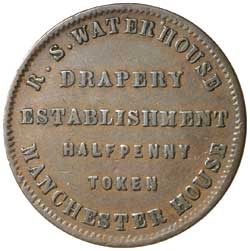 R. S. WATERHOUSE
DRAPERY
ESTABLISHMENT
HALFPENNY
TOKEN
MANCHESTER HOUSE